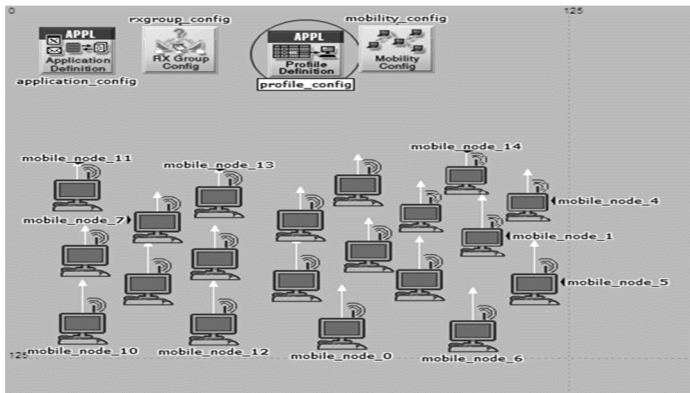 0
125
rxgroup_config
mobility_config
APPL
Application
Definition
RX Group
Config
APPL
Profile
Definition
Mobility
Config
application_config
profile_config
mobile_node_14
mobile_node_11
mobile_node_13
mobile_node_4
mobile_node_7
mobile_node_1
mobile_node_5
125
mobile_node_10
mobile_node_12
mobile_node_0
mobile_node_6